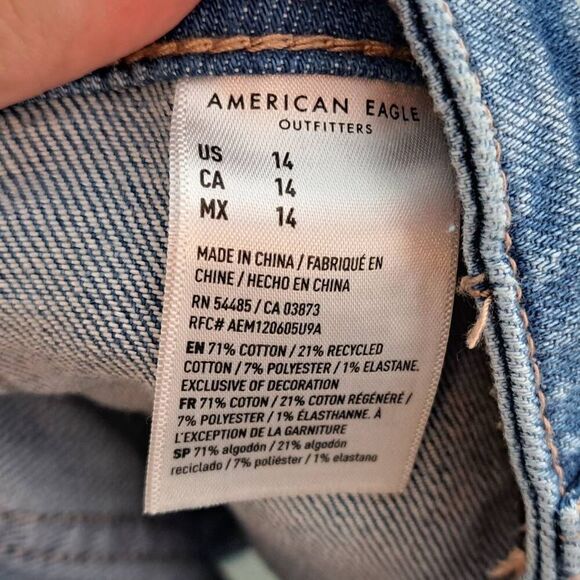 AMERICAN EAGLE
OUTFITTERS
US 14
CA 14
MX 14
MADE IN CHINA / FABRIQUÉ EN
CHINE / HECHO EN CHINA
RN 54485 / CA 03873
RFC# AEM120605U9A
EN 71% COTTON / 21% RECYCLED
COTTON / 7% POLYESTER / 1% ELASTANE.
EXCLUSIVE OF DECORATION
FR 71% COTON / 21% COTON RÉGÉNÉRÉ /
7% POLYESTER / 1% ÉLASTHANNE. À
L'EXCEPTION DE LA GARNITURE
SP 71% algodón / 21% algodón
reciclado / 7% poliéster / 1% elastano